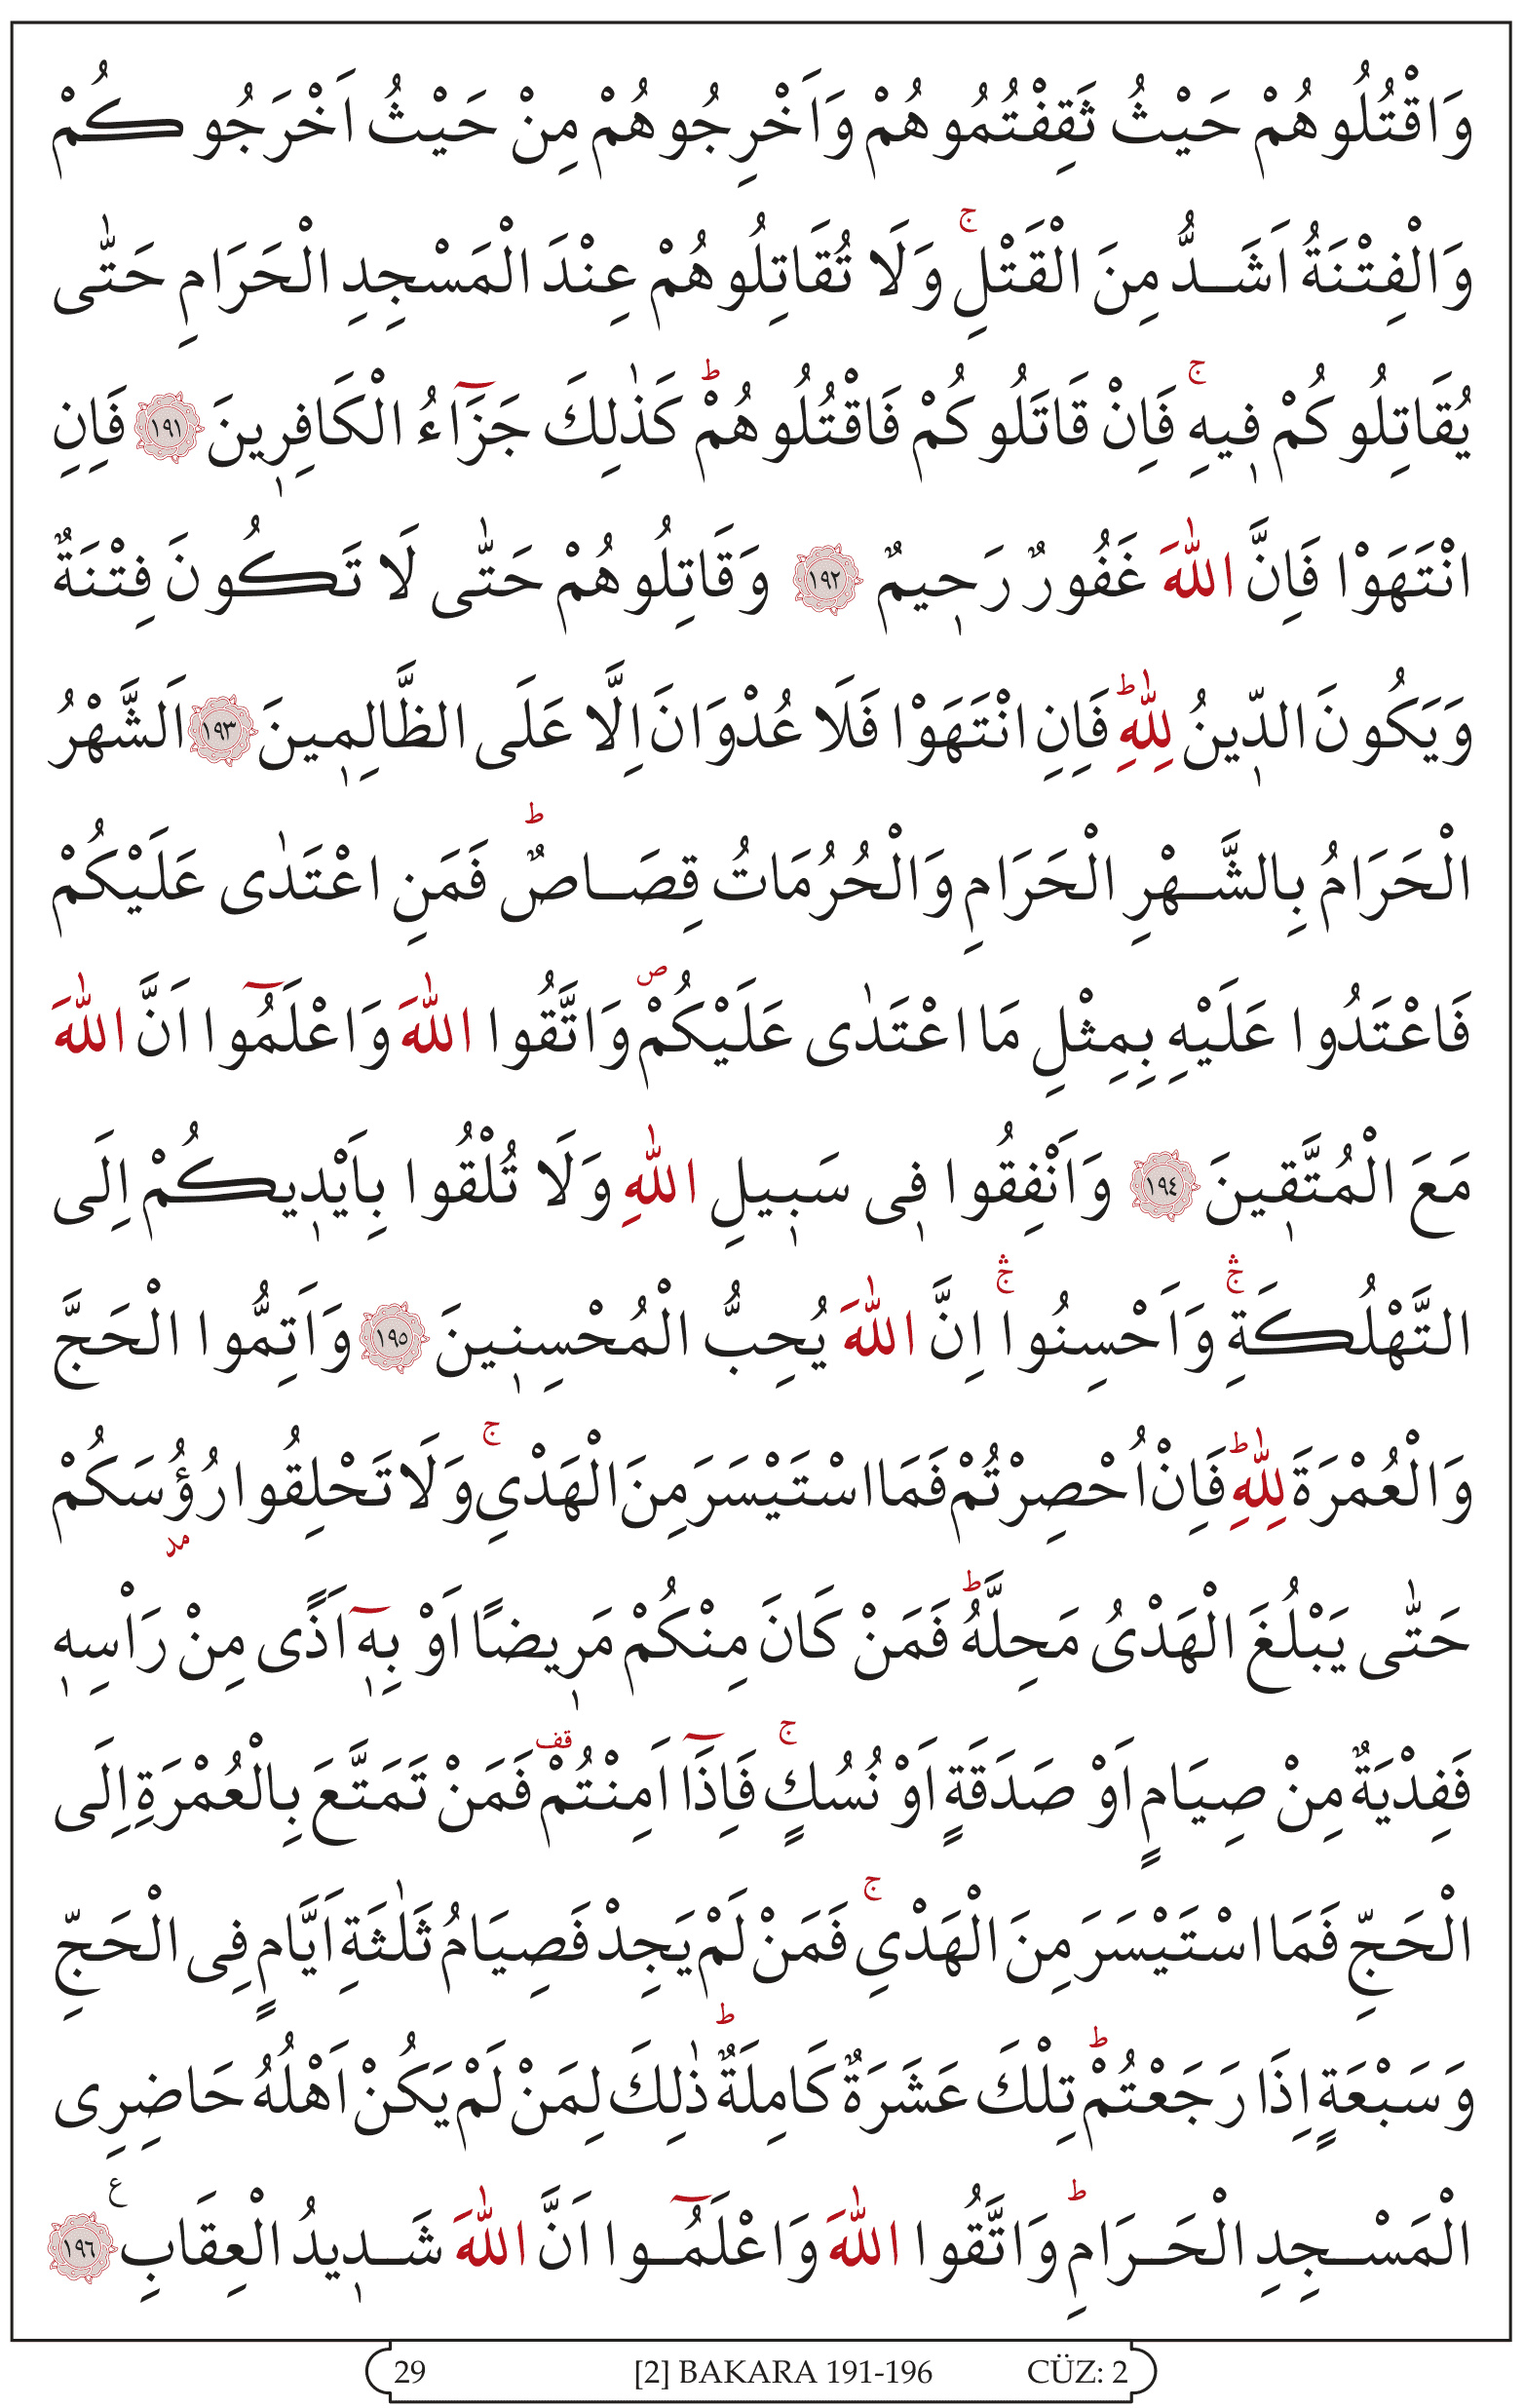 وَاقْتُلُوهُمْ حَيْثُ ثَقِفْتُمُوهُمْ وَاَخْرِجُوهُمْ مِنْ حَيْثُ اَخْرَجُوكُمْ
وَالْفِتْنَةُ اَشَدُّ مِنَ الْقَتْلِۚ وَلَا تُقَاتِلُوهُمْ عِنْدَ الْمَسْجِدِ الْحَرَامِ حَتّٰى
يُقَاتِلُوكُمْ ف۪يهِۚ فَاِنْ قَاتَلُوكُمْ فَاقْتُلُوهُمْۜ كَذٰلِكَ جَزَٓاءُ الْكَافِر۪ينَ ﴿١٩١﴾ فَاِنِ
انْتَهَوْا فَاِنَّ اللّٰهَ غَفُورٌ رَح۪يمٌ ﴿١٩٢﴾ وَقَاتِلُوهُمْ حَتّٰى لَا تَكُونَ فِتْنَةٌ
وَيَكُونَ الدّ۪ينُ لِلّٰهِۜ فَاِنِ انْتَهَوْا فَلَا عُدْوَانَ اِلَّا عَلَى الظَّالِم۪ينَ ﴿١٩٣﴾ اَلشَّهْرُ
الْحَرَامُ بِالشَّهْرِ الْحَرَامِ وَالْحُرُمَاتُ قِصَاصٌۜ فَمَنِ اعْتَدٰى عَلَيْكُمْ
فَاعْتَدُوا عَلَيْهِ بِمِثْلِ مَا اعْتَدٰى عَلَيْكُمْۖ وَاتَّقُوا اللّٰهَ وَاعْلَمُٓوا اَنَّ اللّٰهَ
مَعَ الْمُتَّق۪ينَ ﴿١٩٤﴾ وَاَنْفِقُوا ف۪ى سَب۪يلِ اللّٰهِ وَلَا تُلْقُوا بِاَيْد۪يكُمْ اِلَى
التَّهْلُكَةِۚۛ وَاَحْسِنُواۚۛ اِنَّ اللّٰهَ يُحِبُّ الْمُحْسِن۪ينَ ﴿١٩٥﴾ وَاَتِمُّوا الْحَجَّ
وَالْعُمْرَةَ لِلّٰهِۜ فَاِنْ اُحْصِرْتُمْ فَمَا اسْتَيْسَرَ مِنَ الْهَدْيِۚ وَلَا تَحْلِقُوا رُؤُ۫سَكُمْ
حَتّٰى يَبْلُغَ الْهَدْىُ مَحِلَّهُۜ فَمَنْ كَانَ مِنْكُمْ مَر۪يضًا اَوْ بِه۪ٓ اَذًى مِنْ رَاْسِه۪
فَفِدْيَةٌ مِنْ صِيَامٍ اَوْ صَدَقَةٍ اَوْ نُسُكٍۚ فَاِذَٓا اَمِنْتُمْ۠ فَمَنْ تَمَتَّعَ بِالْعُمْرَةِ اِلَى
الْحَجِّ فَمَا اسْتَيْسَرَ مِنَ الْهَدْيِۚ فَمَنْ لَمْ يَجِدْ فَصِيَامُ ثَلٰثَةِ اَيَّامٍ فِى الْحَجِّ
وَسَبْعَةٍ اِذَا رَجَعْتُمْۜ تِلْكَ عَشَرَةٌ كَامِلَةٌۜ ذٰلِكَ لِمَنْ لَمْ يَكُنْ اَهْلُهُ حَاضِرِى
الْمَسْجِدِ الْحَرَامِۜ وَاتَّقُوا اللّٰهَ وَاعْلَمُٓوا اَنَّ اللّٰهَ شَد۪يدُ الْعِقَابِ ع ﴿١٩٦﴾
29 [2] BAKARA 191-196 CÜZ: 2